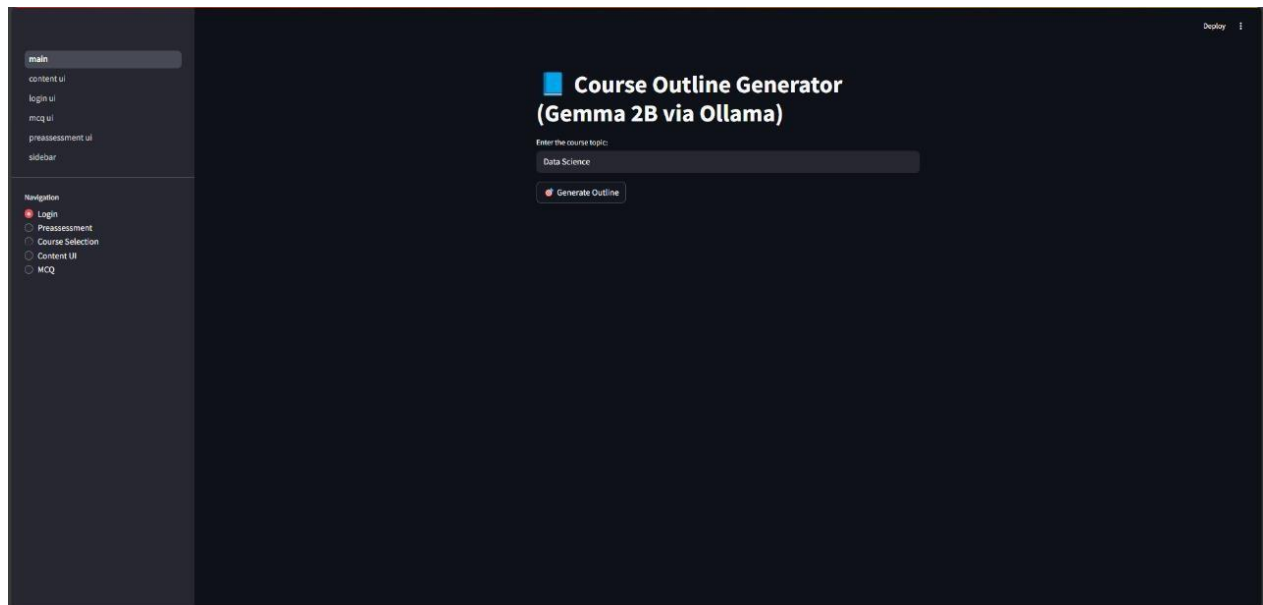 Deploy
main
content ui
login ui
mcq ui
preassessment ui
sidebar
Navigation
Login
Preassessment
Course Selection
Content UI
MCQ
Course Outline Generator
(Gemma 2B via Ollama)
Enter the course topic:
Data Science
Generate Outline